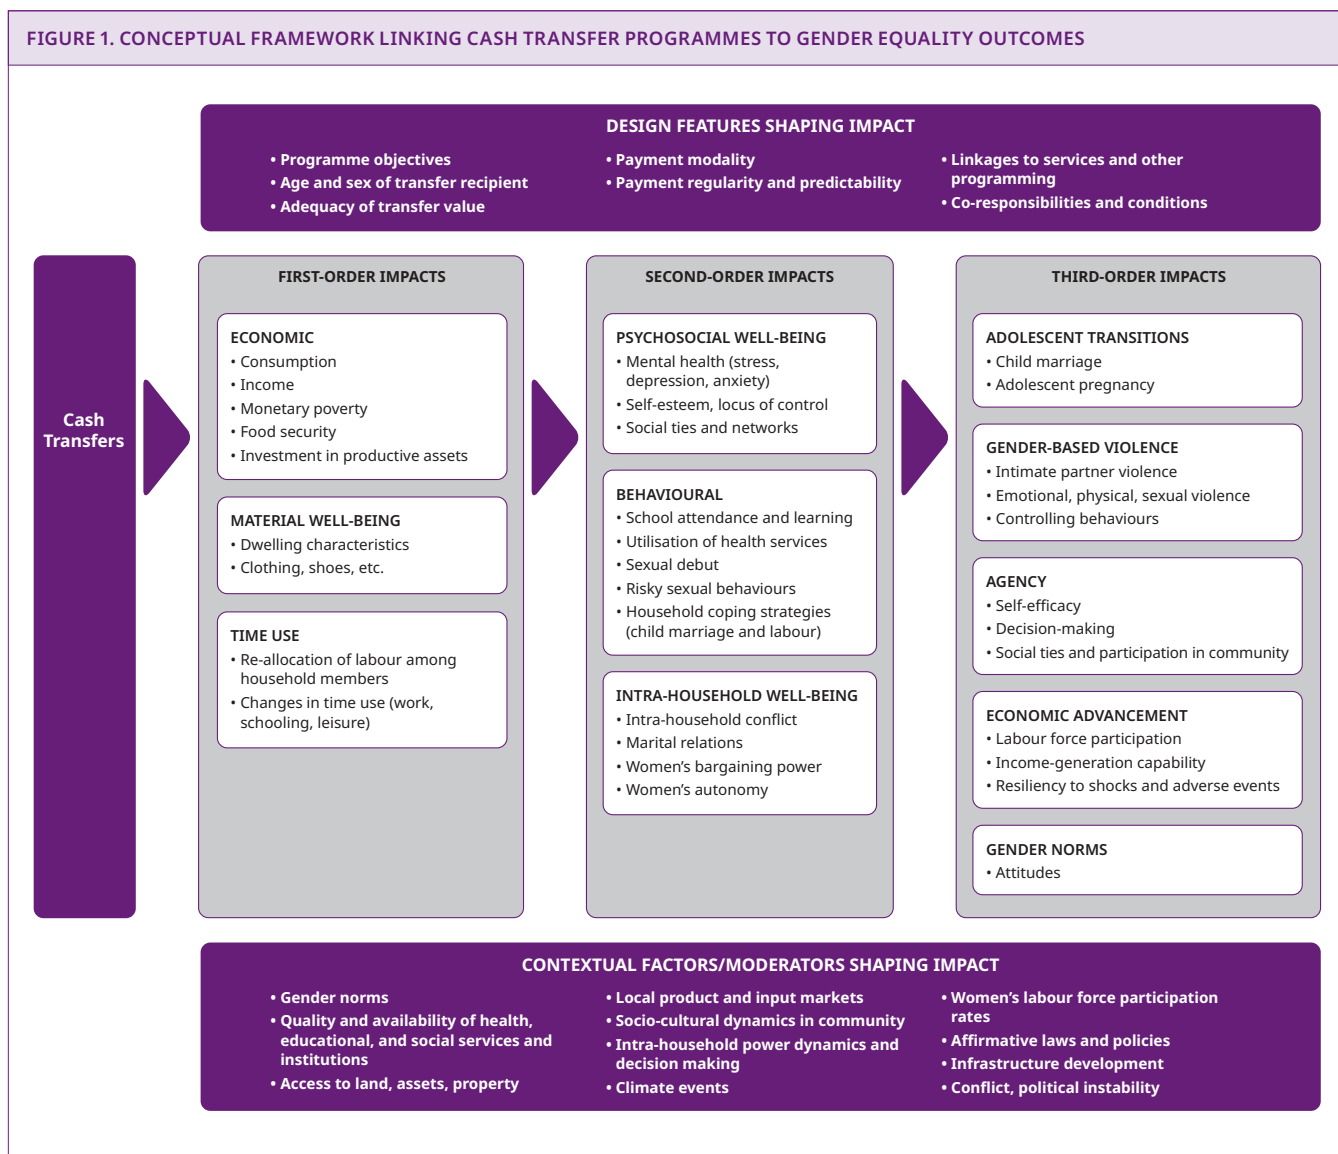 FIGURE 1. CONCEPTUAL FRAMEWORK LINKING CASH TRANSFER PROGRAMMES TO GENDER EQUALITY OUTCOMES
DESIGN FEATURES SHAPING IMPACT
• Programme objectives
• Age and sex of transfer recipient
• Adequacy of transfer value
• Payment modality
• Payment regularity and predictability
• Linkages to services and other
programming
• Co-responsibilities and conditions
Cash
Transfers
FIRST-ORDER IMPACTS
ECONOMIC
• Consumption
• Income
• Monetary poverty
• Food security
• Investment in productive assets
MATERIAL WELL-BEING
• Dwelling characteristics
• Clothing, shoes, etc.
TIME USE
• Re-allocation of labour among
household members
• Changes in time use (work,
schooling, leisure)
SECOND-ORDER IMPACTS
PSYCHOSOCIAL WELL-BEING
• Mental health (stress,
depression, anxiety)
• Self-esteem, locus of control
• Social ties and networks
BEHAVIOURAL
• School attendance and learning
• Utilisation of health services
• Sexual debut
• Risky sexual behaviours
• Household coping strategies
(child marriage and labour)
INTRA-HOUSEHOLD WELL-BEING
• Intra-household conflict
• Marital relations
• Women’s bargaining power
• Women’s autonomy
THIRD-ORDER IMPACTS
ADOLESCENT TRANSITIONS
• Child marriage
• Adolescent pregnancy
GENDER-BASED VIOLENCE
• Intimate partner violence
• Emotional, physical, sexual violence
• Controlling behaviours
AGENCY
• Self-efficacy
• Decision-making
• Social ties and participation in community
ECONOMIC ADVANCEMENT
• Labour force participation
• Income-generation capability
• Resiliency to shocks and adverse events
GENDER NORMS
• Attitudes
CONTEXTUAL FACTORS/MODERATORS SHAPING IMPACT
• Gender norms
• Quality and availability of health,
educational, and social services and
institutions
• Access to land, assets, property
• Local product and input markets
• Socio-cultural dynamics in community
• Intra-household power dynamics and
decision making
• Climate events
• Women’s labour force participation
rates
• Affirmative laws and policies
• Infrastructure development
• Conflict, political instability